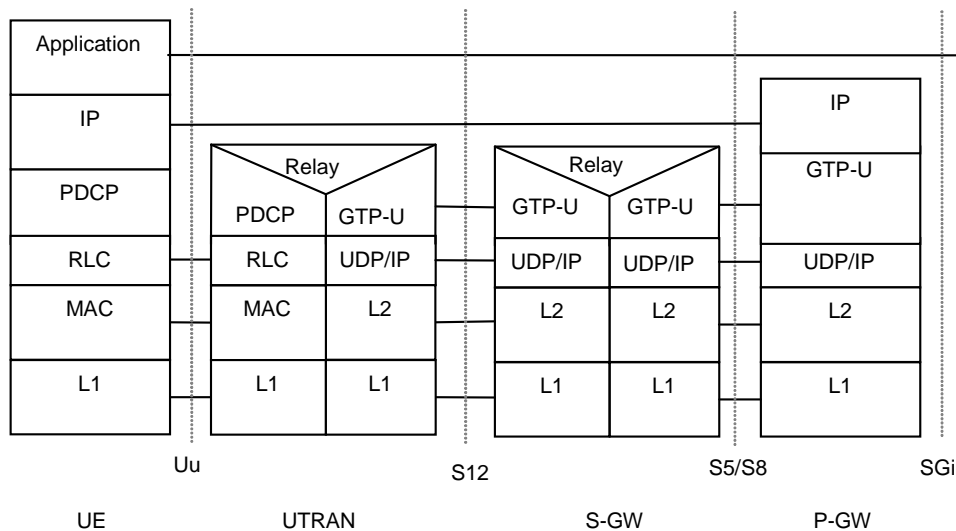 Application
IP
IP
Relay
Relay
GTP-U
PDCP
PDCP
GTP-U
GTP-U
GTP-U
RLC
RLC
UDP/IP
UDP/IP
UDP/IP
UDP/IP
MAC
MAC
L2
L2
L2
L2
L1
L1
L1
L1
L1
L1
Uu
S12
S5/S8
SGi
UE
UTRAN
S-GW
P-GW